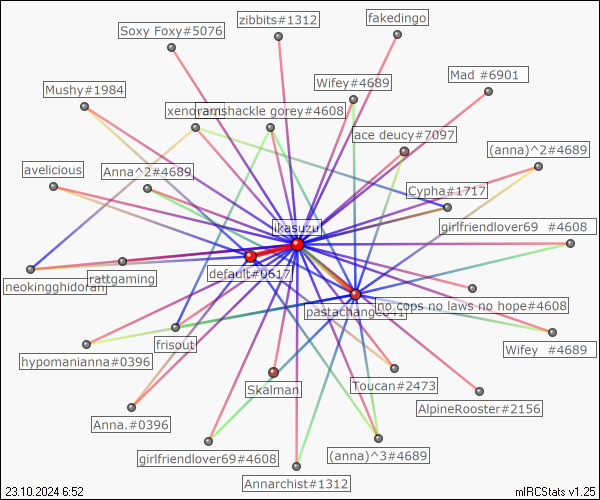 zibbits#1312
fakedingo
Soxy Foxy#5076
Mad #6901
Wifey#4689
Mushy#1984
ramshackle gorey#4608
ace deucy#7097
(anna)^2#4689
avelicious
Anna^2#4689
Cypha#1717
girlfriendlover69 #4608
ikasuzu
default#0617
neokingghidorah
rattgaming
no cops no laws no hope#4608
frisout
Wifey #4689
hypomanianna#0396
Skalman
Toucan#2473
AlpineRooster#2156
Anna.#0396
girlfriendlover69#4608
(anna)^3#4689
Annarchist#1312
23.10.2024 6:52
mIRCStats v1.25